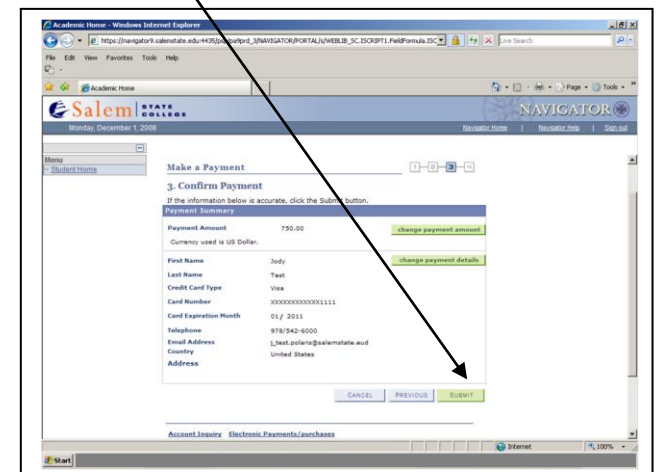 Academic Home - Windows Internet Explorer
Live Search
File Edit View Favorites Tools Help
Academic Home
Page Tools
Salem STATE COLLEGE
NAVIGATOR
Monday, December 1, 2008
Navigator Home | Navigator Help | Sign out
Menu
- Student Home
Make a Payment
1 2 3 4
3. Confirm Payment
If the information below is accurate, click the Submit button.
Payment Summary
Payment Amount 750.00 change payment amount
Currency used is US Dollar.
First Name Jody change payment details
Last Name Test
Credit Card Type Visa
Card Number XXXXXXXXXXXX1111
Card Expiration Month 01/ 2011
Telephone 978/542-6000
Email Address j_test.polaris@salemstate.eud
Country United States
Address
CANCEL PREVIOUS SUBMIT
Account Inquiry Electronic Payments/purchases
Internet 100%
Start